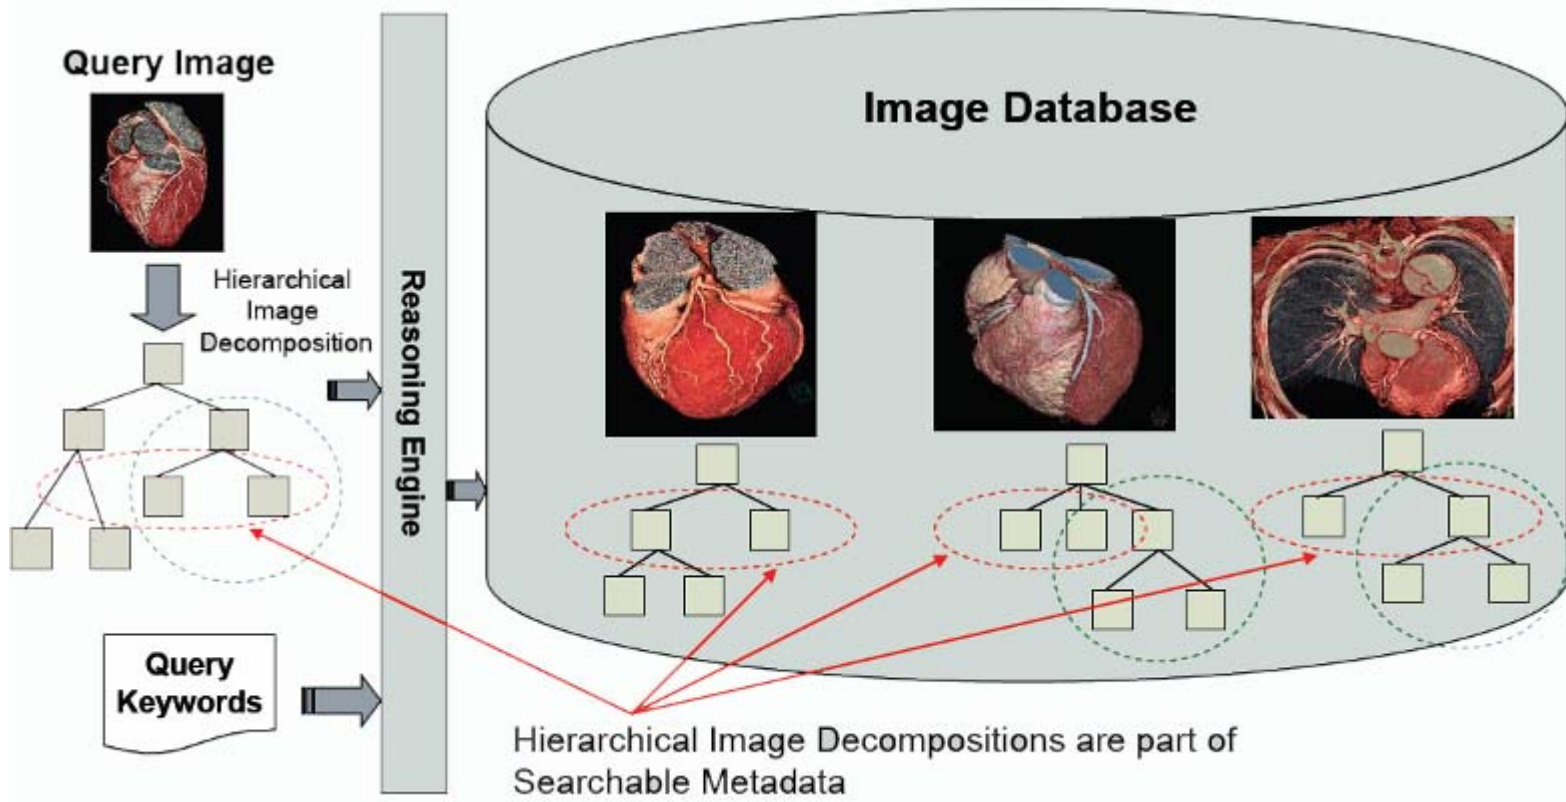 Query Image
Image Database
Hierarchical
Image
Decomposition
Reasoning Engine
Query
Keywords
Hierarchical Image Decompositions are part of
Searchable Metadata